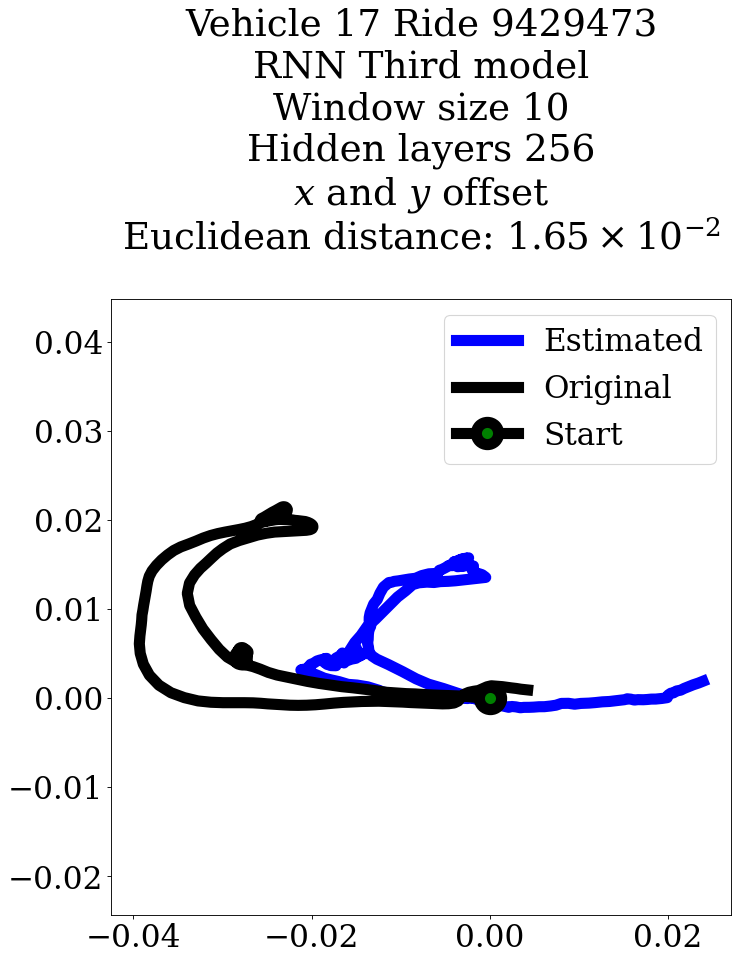 Vehicle 17 Ride 9429473
RNN Third model
Window size 10
Hidden layers 256
x and y offset
Euclidean distance: 1.65 × 10⁻²
Estimated
Original
Start
0.04
0.03
0.02
0.01
0.00
−0.01
−0.02
−0.04 −0.02 0.00 0.02